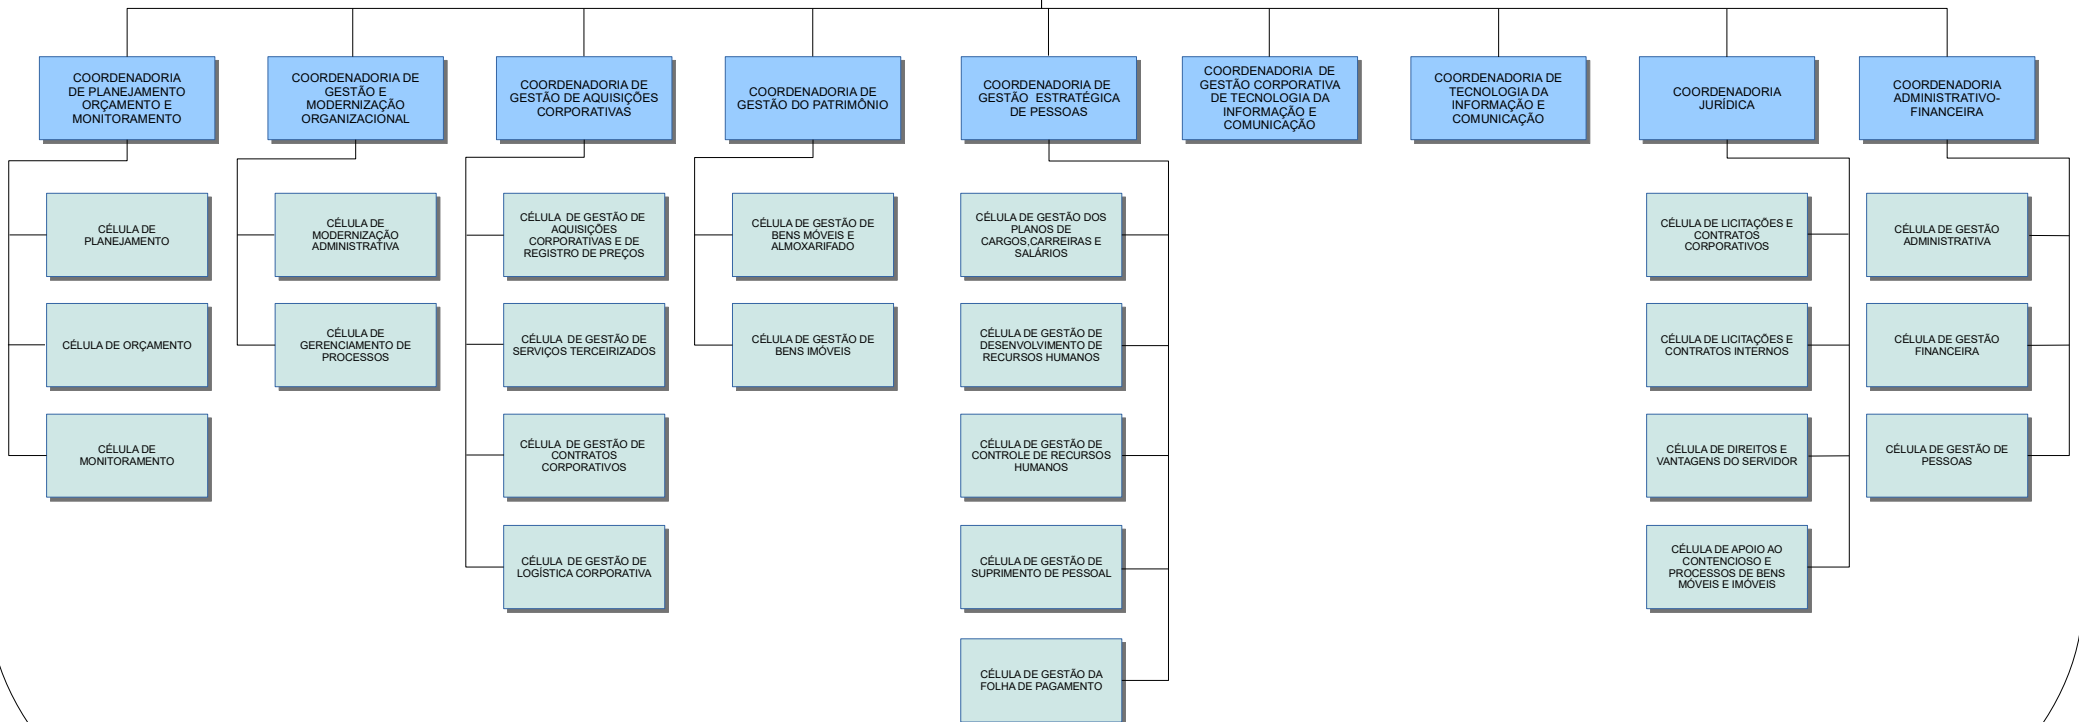 COORDENADORIA
DE PLANEJAMENTO
ORÇAMENTO E
MONITORAMENTO
COORDENADORIA DE
GESTÃO E
MODERNIZAÇÃO
ORGANIZACIONAL
COORDENADORIA DE
GESTÃO DE AQUISIÇÕES
CORPORATIVAS
COORDENADORIA DE
GESTÃO DO PATRIMÔNIO
COORDENADORIA DE
GESTÃO ESTRATÉGICA
DE PESSOAS
COORDENADORIA DE
GESTÃO CORPORATIVA
DE TECNOLOGIA DA
INFORMAÇÃO E
COMUNICAÇÃO
COORDENADORIA DE
TECNOLOGIA DA
INFORMAÇÃO E
COMUNICAÇÃO
COORDENADORIA
JURÍDICA
COORDENADORIA
ADMINISTRATIVO-
FINANCEIRA
CÉLULA DE
PLANEJAMENTO
CÉLULA DE
MODERNIZAÇÃO
ADMINISTRATIVA
CÉLULA DE GESTÃO DE
AQUISIÇÕES
CORPORATIVAS E DE
REGISTRO DE PREÇOS
CÉLULA DE GESTÃO DE
BENS MÓVEIS E
ALMOXARIFADO
CÉLULA DE GESTÃO DOS
PLANOS DE
CARGOS,CARREIRAS E
SALÁRIOS
CÉLULA DE LICITAÇÕES E
CONTRATOS
CORPORATIVOS
CÉLULA DE GESTÃO
ADMINISTRATIVA
CÉLULA DE ORÇAMENTO
CÉLULA DE
GERENCIAMENTO DE
PROCESSOS
CÉLULA DE GESTÃO DE
SERVIÇOS TERCEIRIZADOS
CÉLULA DE GESTÃO DE
BENS IMÓVEIS
CÉLULA DE GESTÃO DE
DESENVOLVIMENTO DE
RECURSOS HUMANOS
CÉLULA DE LICITAÇÕES E
CONTRATOS INTERNOS
CÉLULA DE GESTÃO
FINANCEIRA
CÉLULA DE
MONITORAMENTO
CÉLULA DE GESTÃO DE
CONTRATOS
CORPORATIVOS
CÉLULA DE GESTÃO DE
CONTROLE DE RECURSOS
HUMANOS
CÉLULA DE DIREITOS E
VANTAGENS DO SERVIDOR
CÉLULA DE GESTÃO DE
PESSOAS
CÉLULA DE GESTÃO DE
LOGÍSTICA CORPORATIVA
CÉLULA DE GESTÃO DE
SUPRIMENTO DE PESSOAL
CÉLULA DE APOIO AO
CONTENCIOSO E
PROCESSOS DE BENS
MÓVEIS E IMÓVEIS
CÉLULA DE GESTÃO DA
FOLHA DE PAGAMENTO